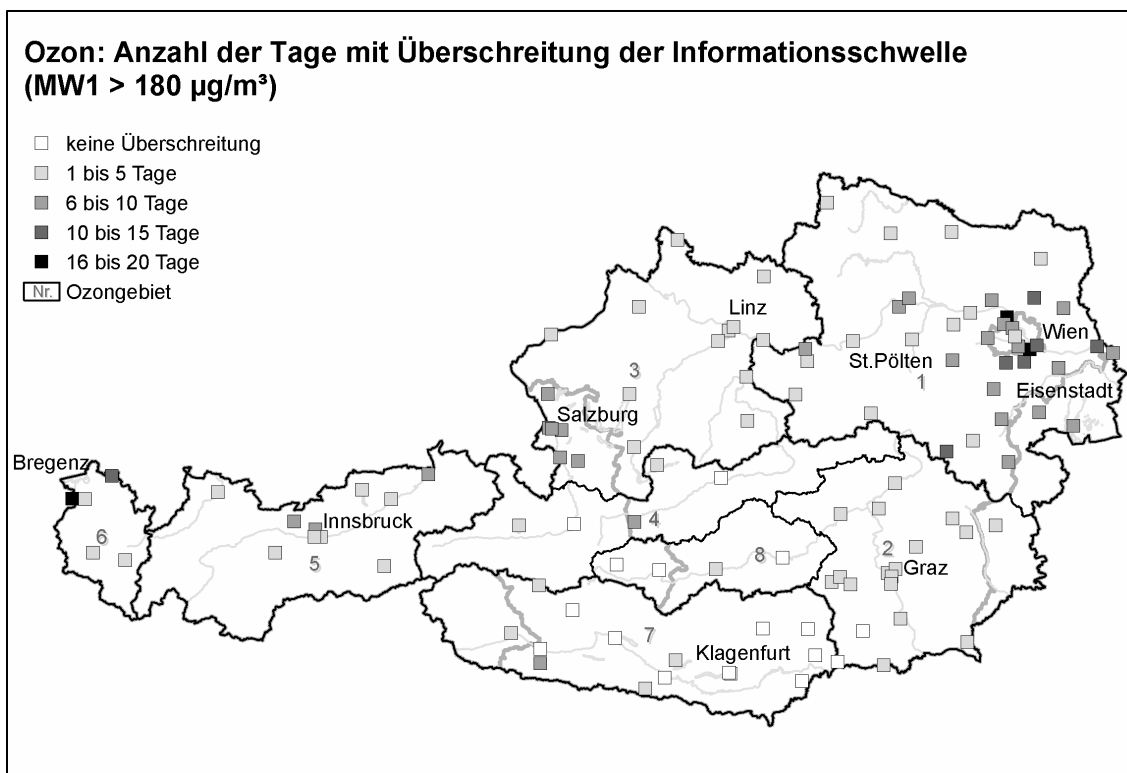 Ozon: Anzahl der Tage mit Überschreitung der Informationsschwelle
(MW1 > 180 µg/m³)
keine Überschreitung
1 bis 5 Tage
6 bis 10 Tage
10 bis 15 Tage
16 bis 20 Tage
Nr. Ozongebiet
Linz
Wien
St.Pölten
3
1
Eisenstadt
Salzburg
Bregenz
Innsbruck
4
6
5
8
2
Graz
7
Klagenfurt